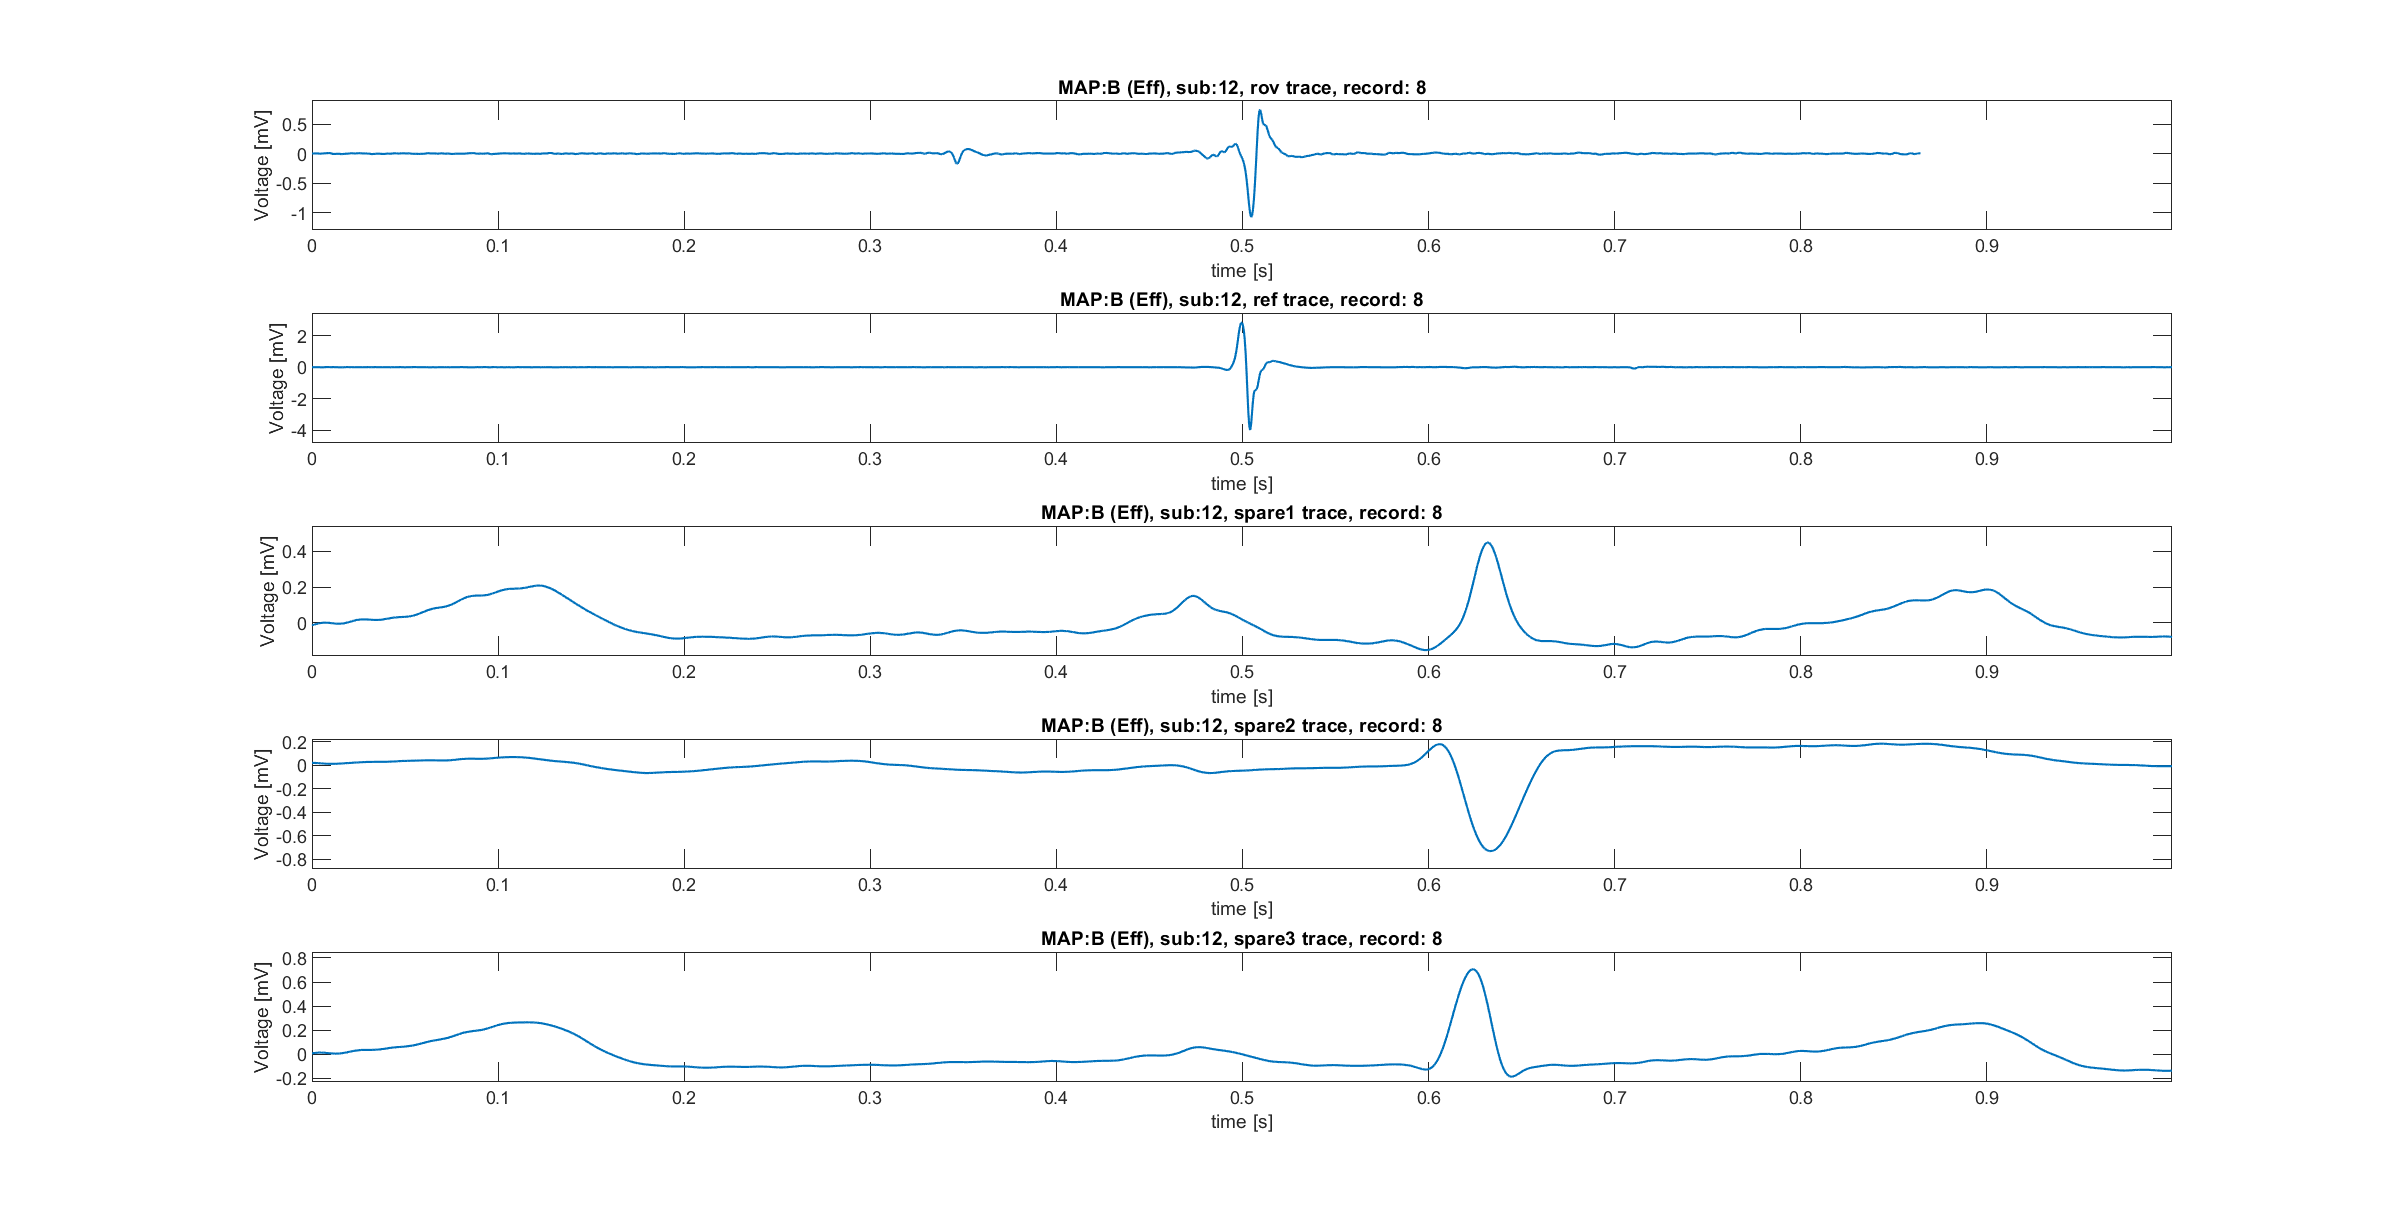 MAP:B (Eff), sub:12, rov trace, record: 8
Voltage [mV]
0.5
0
-0.5
-1
0 0.1 0.2 0.3 0.4 0.5 0.6 0.7 0.8 0.9
time [s]
MAP:B (Eff), sub:12, ref trace, record: 8
Voltage [mV]
2
0
-2
-4
0 0.1 0.2 0.3 0.4 0.5 0.6 0.7 0.8 0.9
time [s]
MAP:B (Eff), sub:12, spare1 trace, record: 8
Voltage [mV]
0.4
0.2
0
0 0.1 0.2 0.3 0.4 0.5 0.6 0.7 0.8 0.9
time [s]
MAP:B (Eff), sub:12, spare2 trace, record: 8
Voltage [mV]
0.2
0
-0.2
-0.4
-0.6
-0.8
0 0.1 0.2 0.3 0.4 0.5 0.6 0.7 0.8 0.9
time [s]
MAP:B (Eff), sub:12, spare3 trace, record: 8
Voltage [mV]
0.8
0.6
0.4
0.2
0
-0.2
0 0.1 0.2 0.3 0.4 0.5 0.6 0.7 0.8 0.9
time [s]